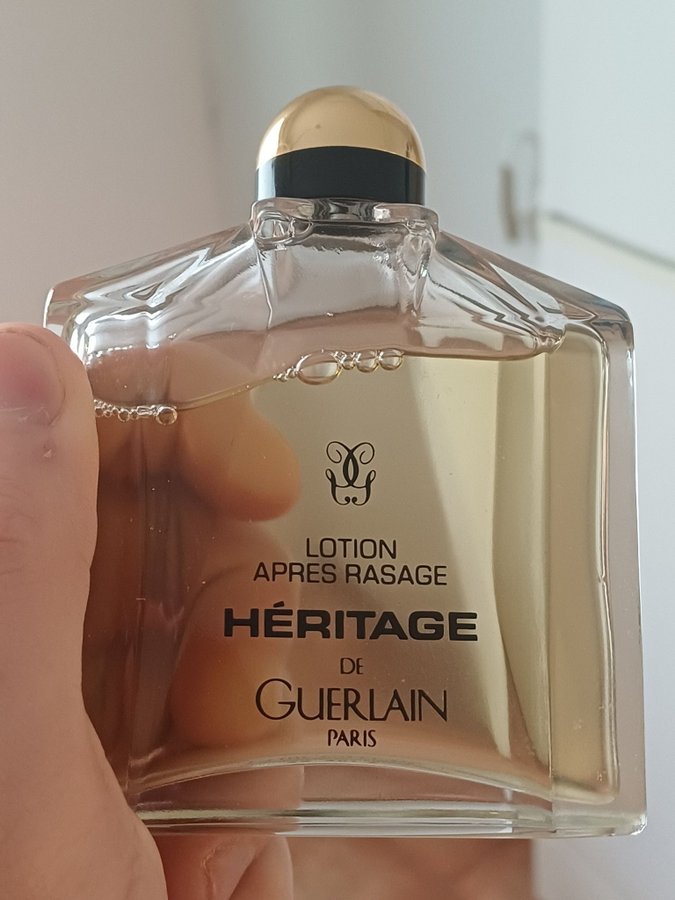 LOTION
APRES RASAGE
HÉRITAGE
DE
GUERLAIN
PARIS